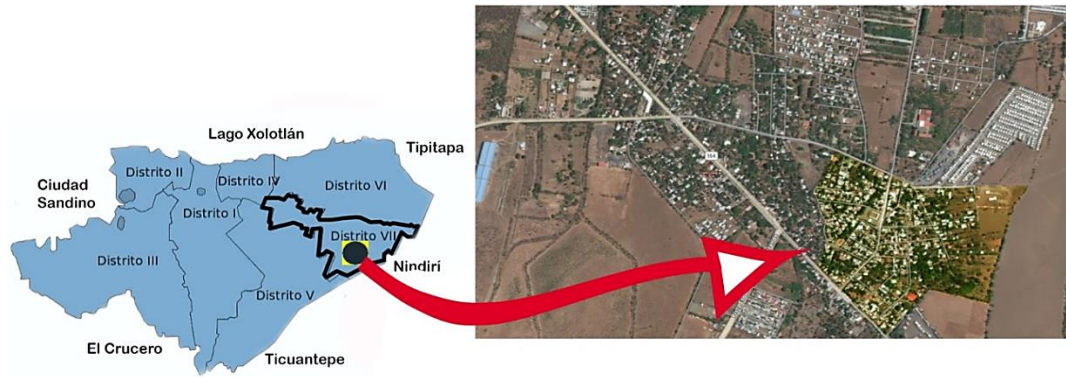 Lago Xolotlán
Tipitapa
Ciudad
Sandino
Distrito II
Distrito IV
Distrito VI
Distrito I
Distrito VII
Distrito III
Nindirí
Distrito V
El Crucero
Ticuantepe